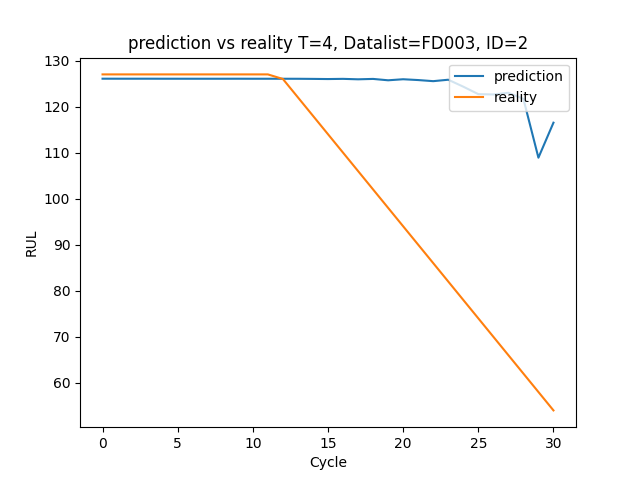 prediction vs reality T=4, Datalist=FD003, ID=2
prediction
reality
130
120
110
100
90
80
70
60
RUL
0 5 10 15 20 25 30
Cycle